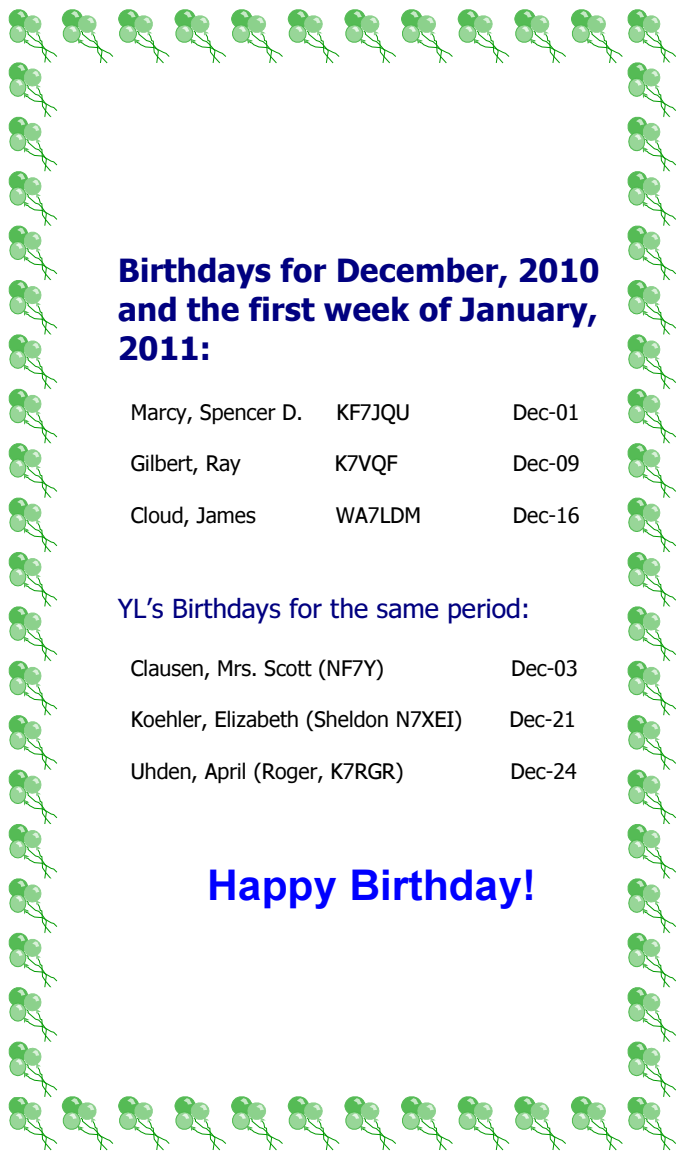 Birthdays for December, 2010
and the first week of January,
2011:
Marcy, Spencer D. KF7JQU Dec-01
Gilbert, Ray K7VQF Dec-09
Cloud, James WA7LDM Dec-16
YL’s Birthdays for the same period:
Clausen, Mrs. Scott (NF7Y) Dec-03
Koehler, Elizabeth (Sheldon N7XEI) Dec-21
Uhden, April (Roger, K7RGR) Dec-24
Happy Birthday!